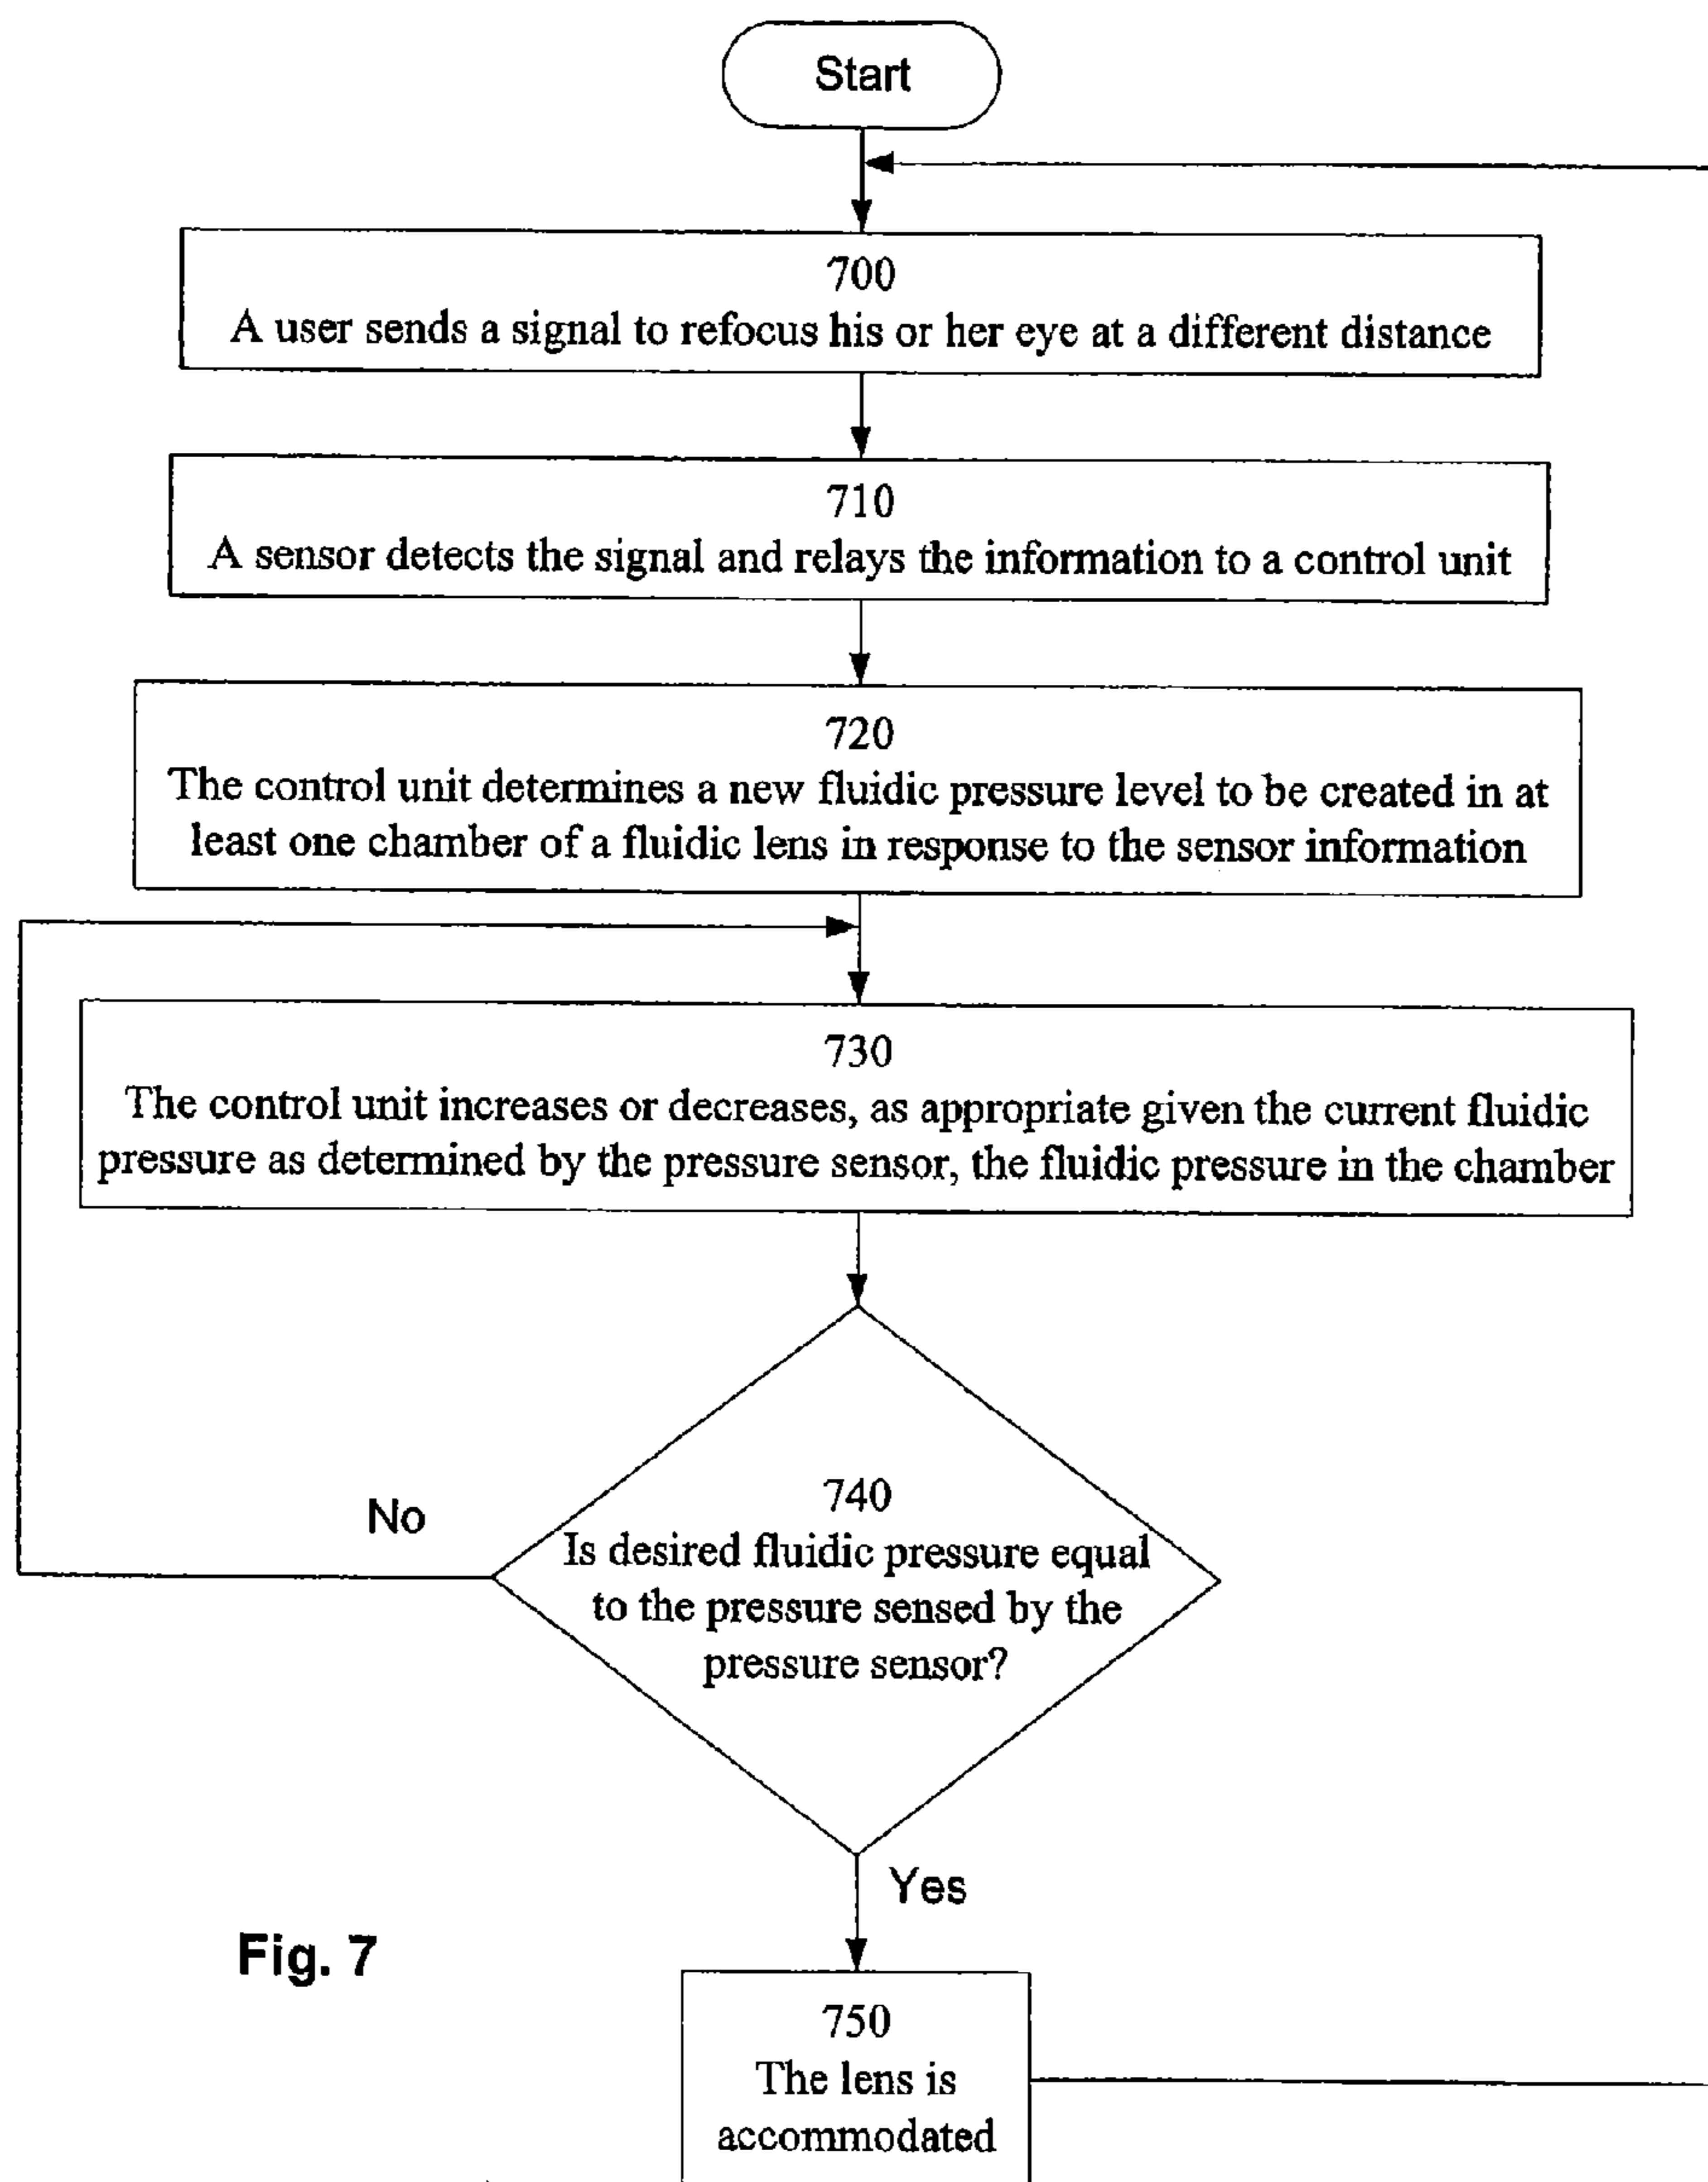 Start
700
A user sends a signal to refocus his or her eye at a different distance
710
A sensor detects the signal and relays the information to a control unit
720
The control unit determines a new fluidic pressure level to be created in at
least one chamber of a fluidic lens in response to the sensor information
730
The control unit increases or decreases, as appropriate given the current fluidic
pressure as determined by the pressure sensor, the fluidic pressure in the chamber
740
Is desired fluidic pressure equal
to the pressure sensed by the
pressure sensor?
No
Yes
Fig. 7
750
The lens is
accommodated